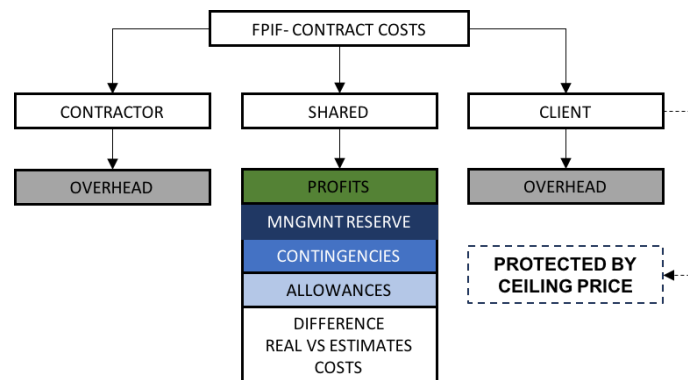 FPIF- CONTRACT COSTS
CONTRACTOR
SHARED
CLIENT
OVERHEAD
PROFITS
OVERHEAD
MNGMNT RESERVE
CONTINGENCIES
ALLOWANCES
DIFFERENCE
REAL VS ESTIMATES
COSTS
PROTECTED BY
CEILING PRICE